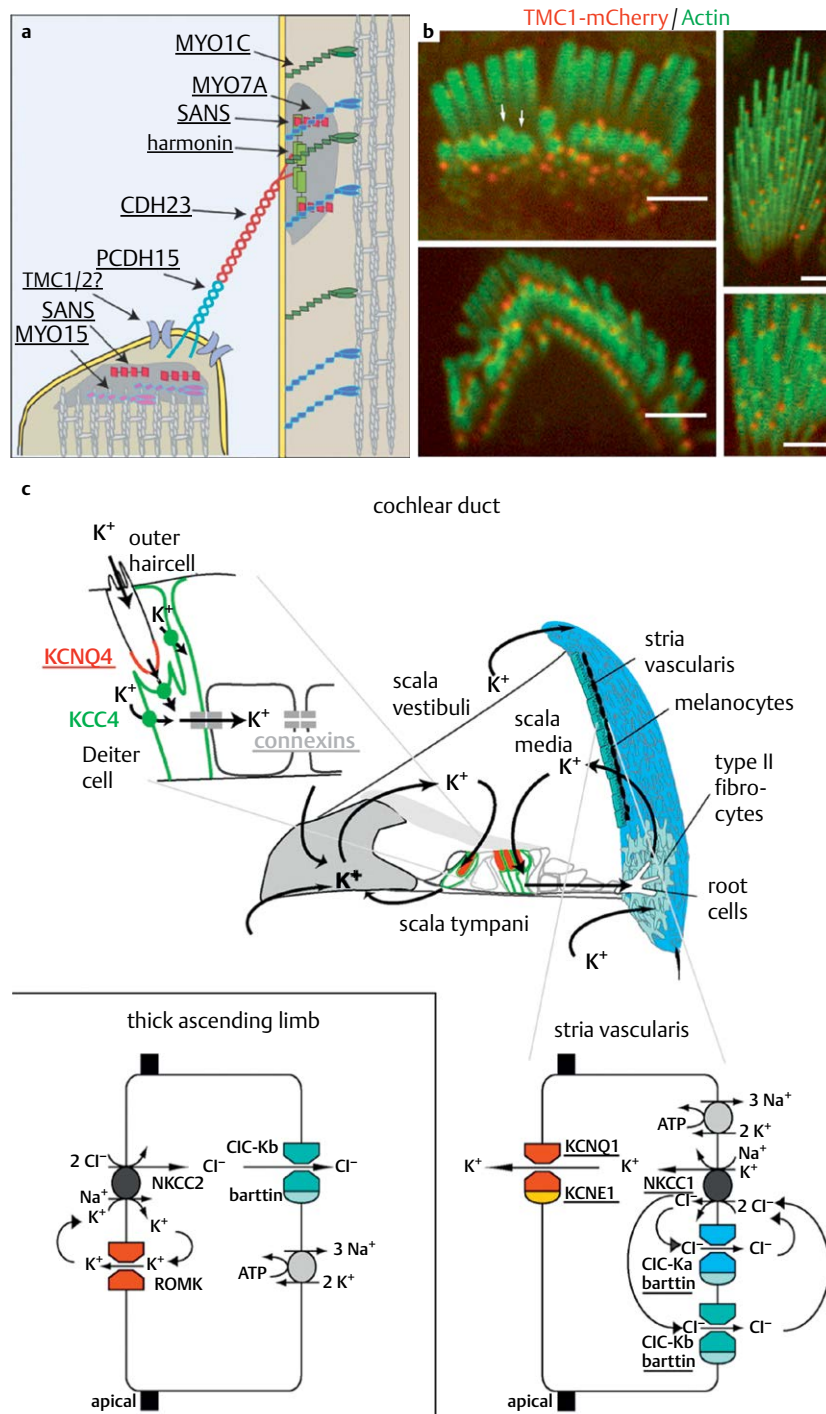 a
MYO1C
MYO7A
SANS
harmonin
CDH23
PCDH15
TMC1/2?
SANS
MYO15
b
TMC1-mCherry/Actin
c
cochlear duct
K+
outer
haircell
K+
KCNQ4
K+
KCC4
K+
connexins
Deiter
cell
scala
vestibuli
K+
stria
vascularis
melanocytes
scala
media
K+
type II
fibro-
cytes
K+
K+
root
cells
scala tympani
K+
thick ascending limb
2 Cl−
NKCC2
Cl−
ClC-Kb
Cl−
barttin
Na+
K+
K+
K+
K+
ROMK
3 Na+
ATP
2 K+
apical
stria vascularis
3 Na+
ATP
2 K+
KCNQ1
K+
K+
KCNE1
Na+
K+
NKCC1
Cl−
2 Cl−
Cl−
Cl−
ClC-Ka
barttin
Cl−
Cl−
ClC-Kb
barttin
apical